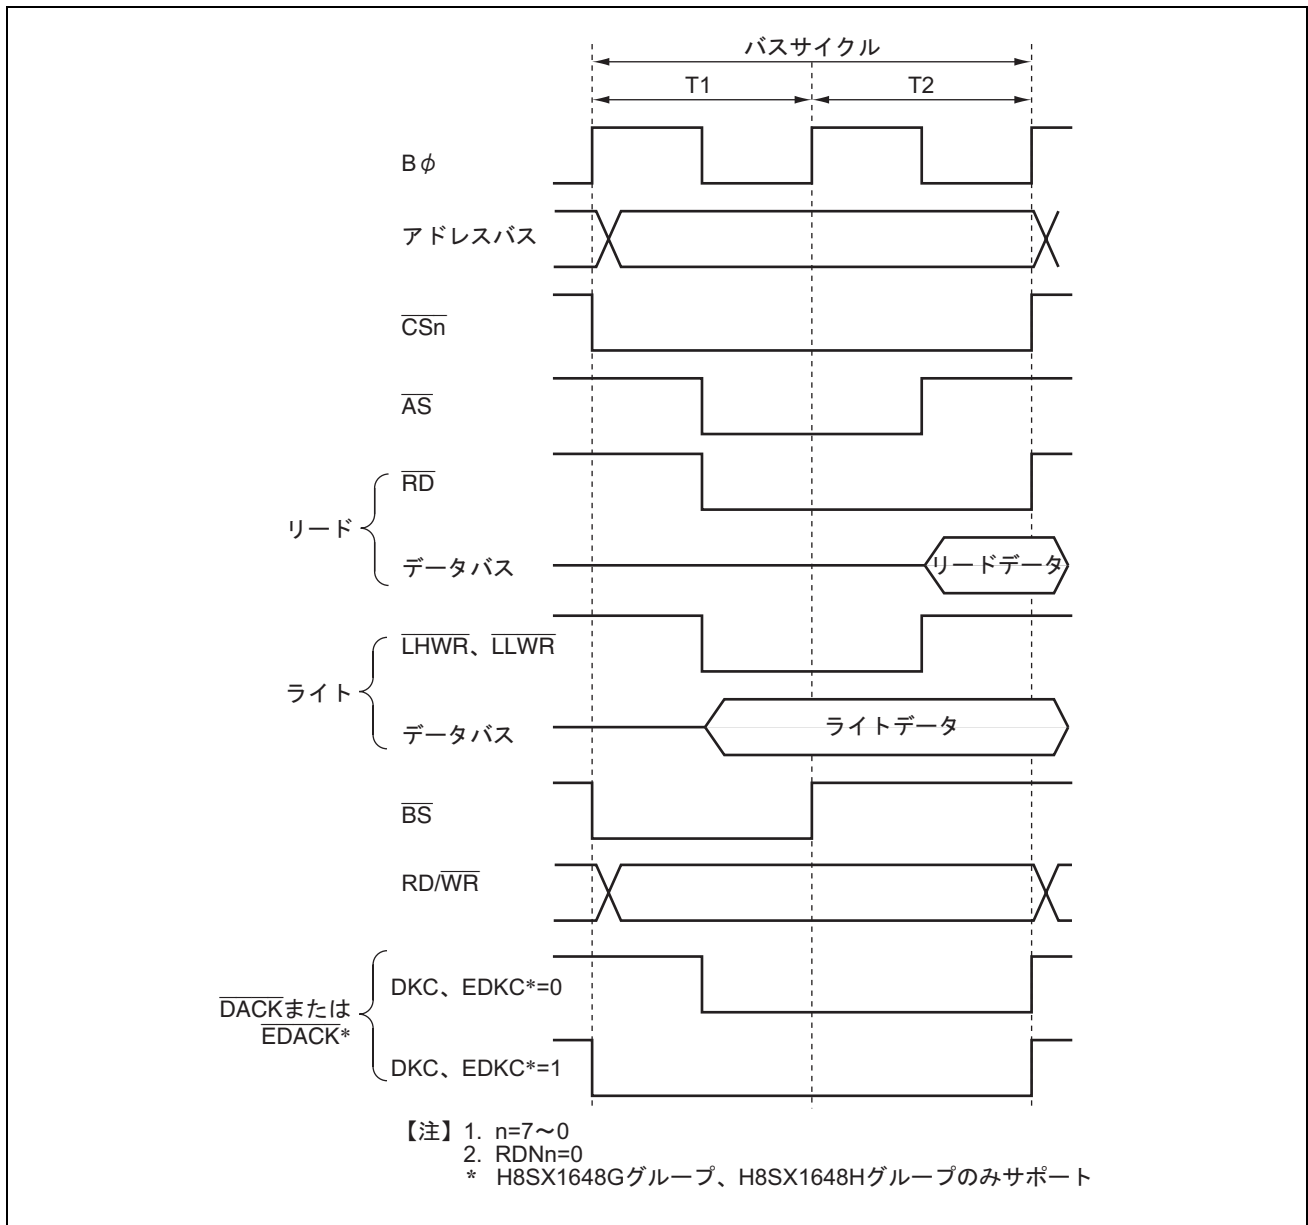 バスサイクル
T1
T2
Bφ
アドレスバス
CSn
AS
リード
RD
データバス
リードデータ
ライト
LHWR、LLWR
データバス
ライトデータ
BS
RD/WR
DACKまたは
EDACK*
DKC、EDKC*=0
DKC、EDKC*=1
【注】 1. n=7～0
2. RDNn=0
* H8SX1648Gグループ、H8SX1648Hグループのみサポート